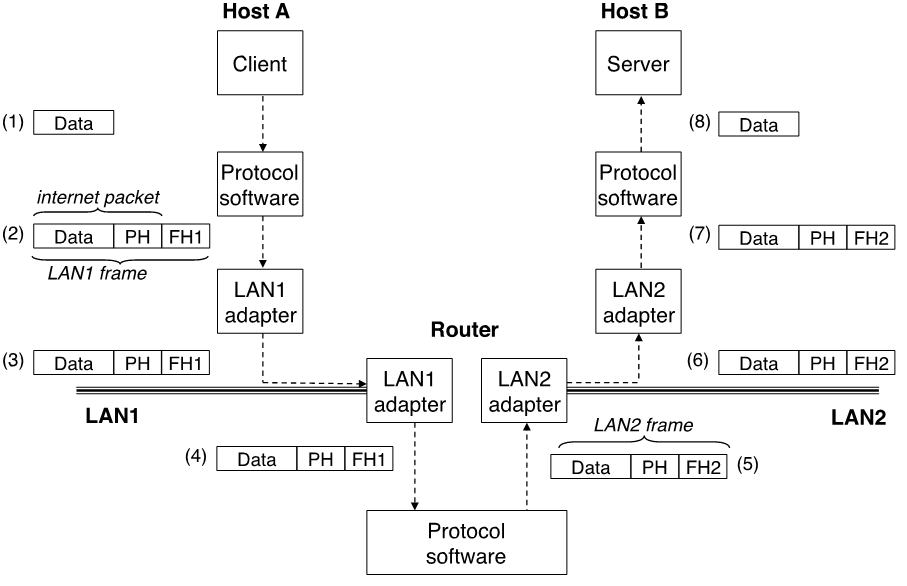 Host A
Host B
Client
Server
(1) Data
(8) Data
Protocol
software
Protocol
software
internet packet
(2) Data PH FH1
LAN1 frame
(7) Data PH FH2
LAN1
adapter
LAN2
adapter
Router
(3) Data PH FH1
(6) Data PH FH2
LAN1
adapter
LAN2
adapter
LAN1
LAN2
(4) Data PH FH1
LAN2 frame
Data PH FH2 (5)
Protocol
software